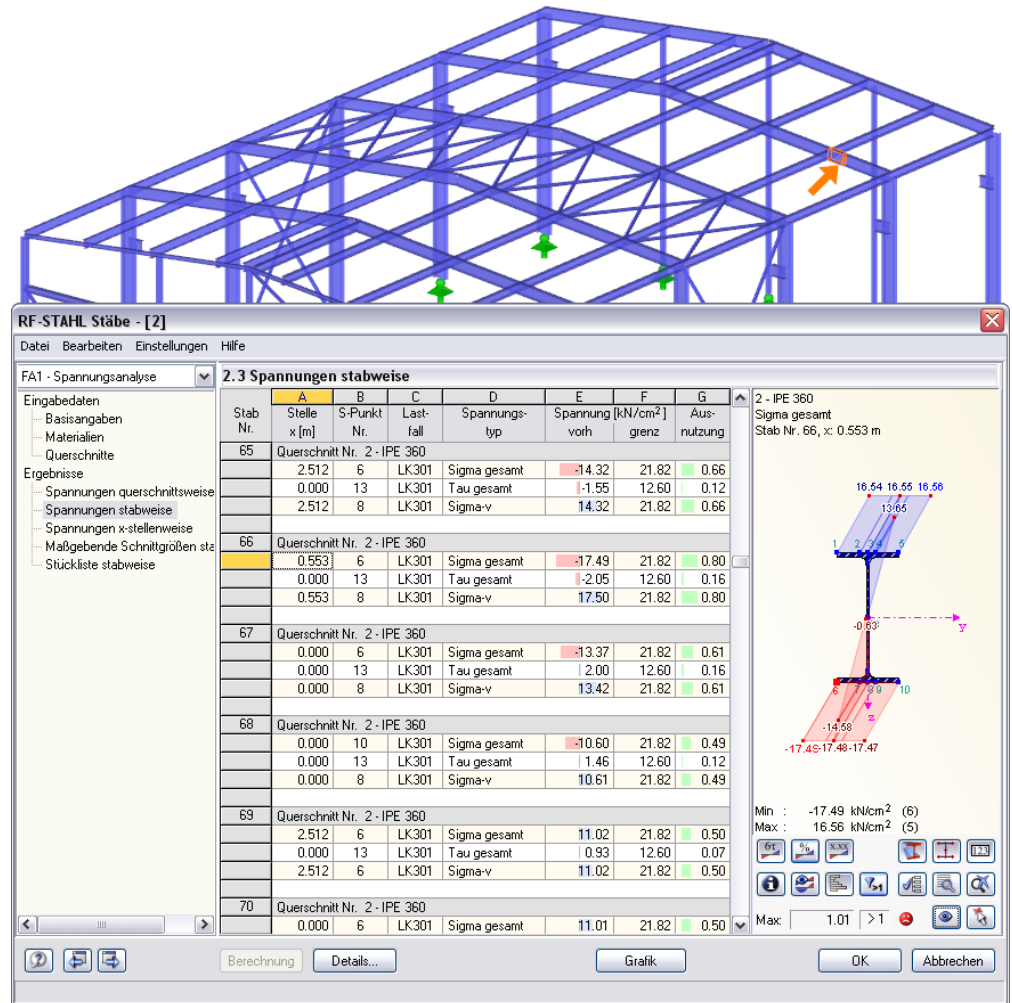 RF-STAHL Stäbe - [2]
Datei Bearbeiten Einstellungen Hilfe
FA1 - Spannungsanalyse
2.3 Spannungen stabweise
Eingabedaten
Basisangaben
Materialien
Querschnitte
Ergebnisse
Spannungen querschnittsweise
Spannungen stabweise
Spannungen x-stellenweise
Maßgebende Schnittgrößen sta
Stückliste stabweise
A B C D E F G
Stab Stelle S-Punkt Last- Spannungs- Spannung [kN/cm²] Aus-
Nr. x [m] Nr. fall typ vorh grenz nutzung
65 Querschnitt Nr. 2 - IPE 360
2.512 6 LK301 Sigma gesamt -14.32 21.82 0.66
0.000 13 LK301 Tau gesamt -1.55 12.60 0.12
2.512 8 LK301 Sigma-v 14.32 21.82 0.66
66 Querschnitt Nr. 2 - IPE 360
0.553 6 LK301 Sigma gesamt -17.49 21.82 0.80
0.000 13 LK301 Tau gesamt -2.05 12.60 0.16
0.553 8 LK301 Sigma-v 17.50 21.82 0.80
67 Querschnitt Nr. 2 - IPE 360
0.000 6 LK301 Sigma gesamt -13.37 21.82 0.61
0.000 13 LK301 Tau gesamt 2.00 12.60 0.16
0.000 8 LK301 Sigma-v 13.42 21.82 0.61
68 Querschnitt Nr. 2 - IPE 360
0.000 10 LK301 Sigma gesamt -10.60 21.82 0.49
0.000 13 LK301 Tau gesamt 1.46 12.60 0.12
0.000 8 LK301 Sigma-v 10.61 21.82 0.49
69 Querschnitt Nr. 2 - IPE 360
2.512 6 LK301 Sigma gesamt 11.02 21.82 0.50
0.000 13 LK301 Tau gesamt 0.93 12.60 0.07
2.512 6 LK301 Sigma-v 11.02 21.82 0.50
70 Querschnitt Nr. 2 - IPE 360
0.000 6 LK301 Sigma gesamt 11.01 21.82 0.50
2 - IPE 360
Sigma gesamt
Stab Nr. 66, x: 0.553 m
16.54 16.55 16.56
13.65
1 2 3 4 5
-0.63
y
6 7 8 9 10
z
-14.58
-17.49 -17.48 -17.47
Min : -17.49 kN/cm² (6)
Max : 16.56 kN/cm² (5)
στ % x.xx
123
Max: 1.01 >1
Berechnung Details... Grafik OK Abbrechen